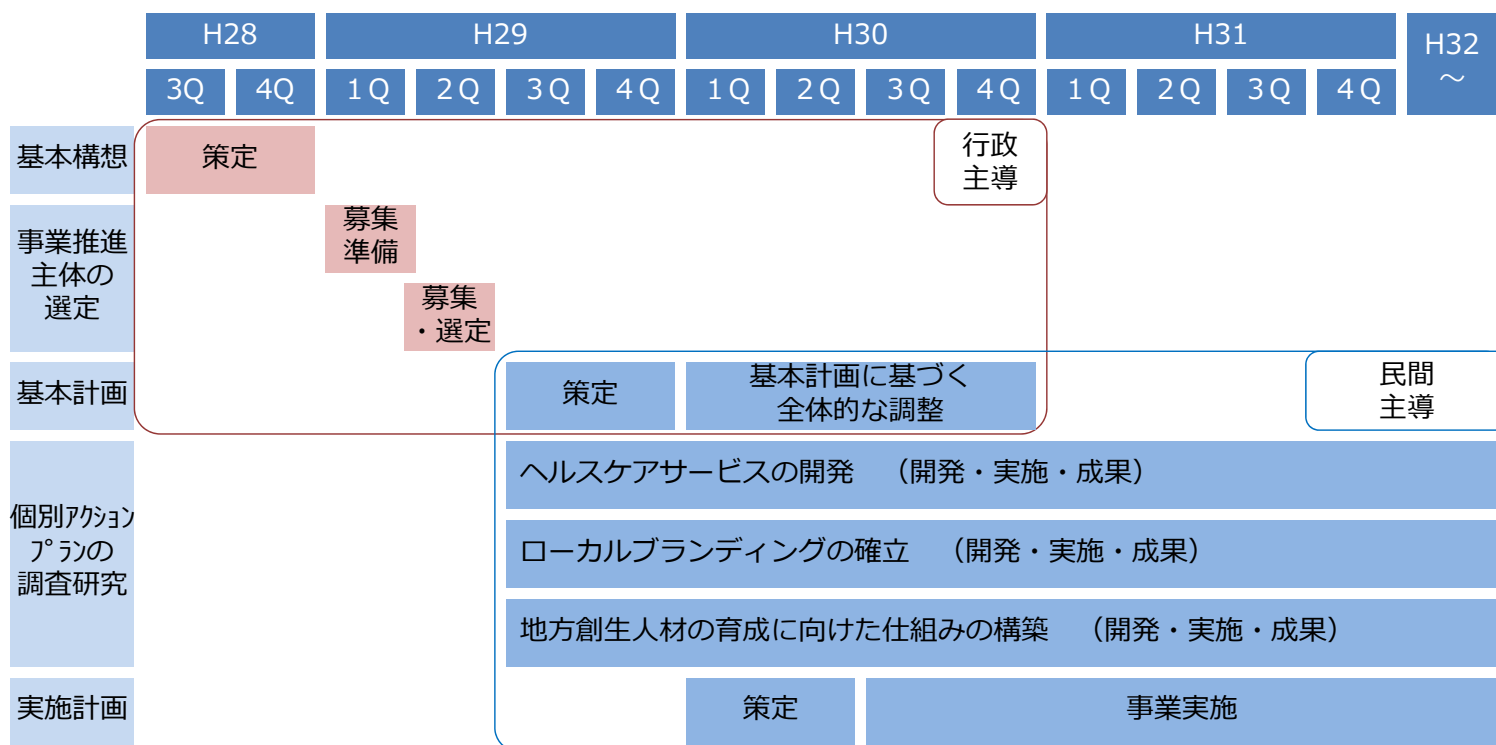 H28
H29
H30
H31
H32
～
3Q
4Q
1Q
2Q
3Q
4Q
1Q
2Q
3Q
4Q
1Q
2Q
3Q
4Q
基本構想
策定
行政
主導
事業推進
主体の
選定
募集
準備
募集
・選定
基本計画
策定
基本計画に基づく
全体的な調整
民間
主導
個別ｱｸｼｮﾝ
ﾌﾟﾗﾝの
調査研究
ヘルスケアサービスの開発　（開発・実施・成果）
ローカルブランディングの確立　（開発・実施・成果）
地方創生人材の育成に向けた仕組みの構築　（開発・実施・成果）
実施計画
策定
事業実施